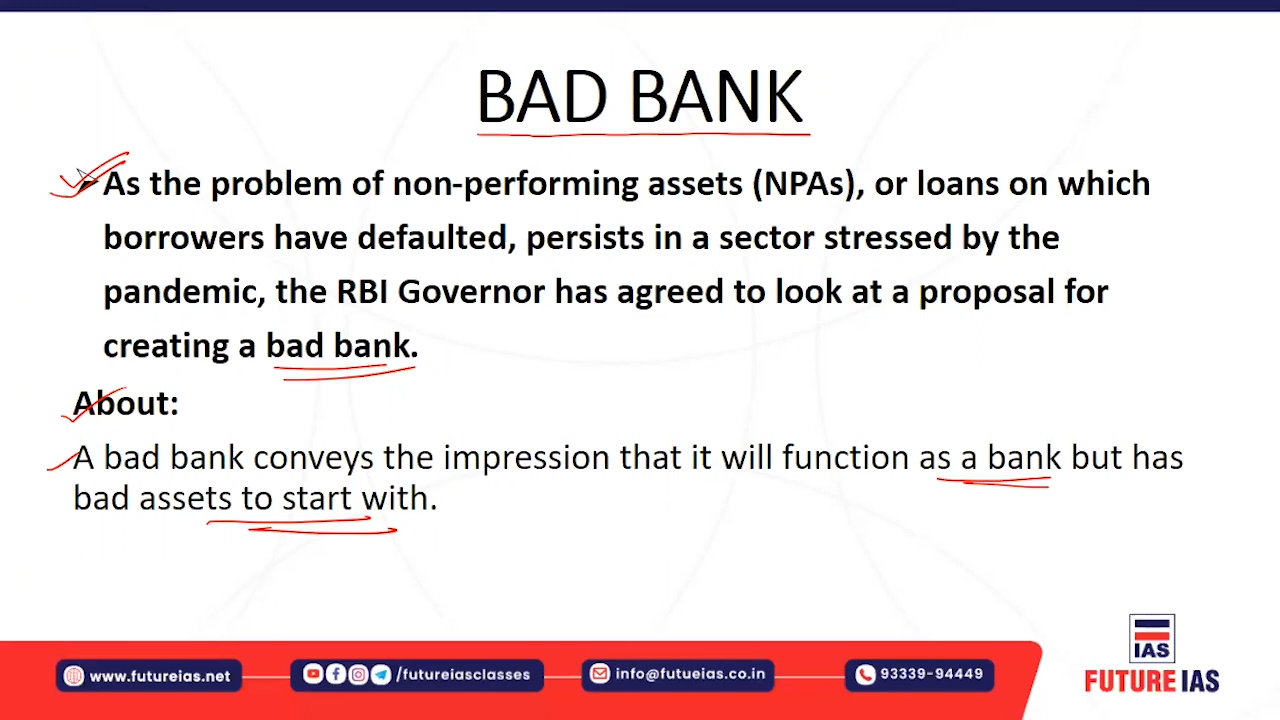 BAD BANK
As the problem of non-performing assets (NPAs), or loans on which
borrowers have defaulted, persists in a sector stressed by the
pandemic, the RBI Governor has agreed to look at a proposal for
creating a bad bank.
About:
A bad bank conveys the impression that it will function as a bank but has
bad assets to start with.
www.futureias.net
/futureiasclasses
info@futueias.co.in
93339-94449
IAS
FUTURE IAS